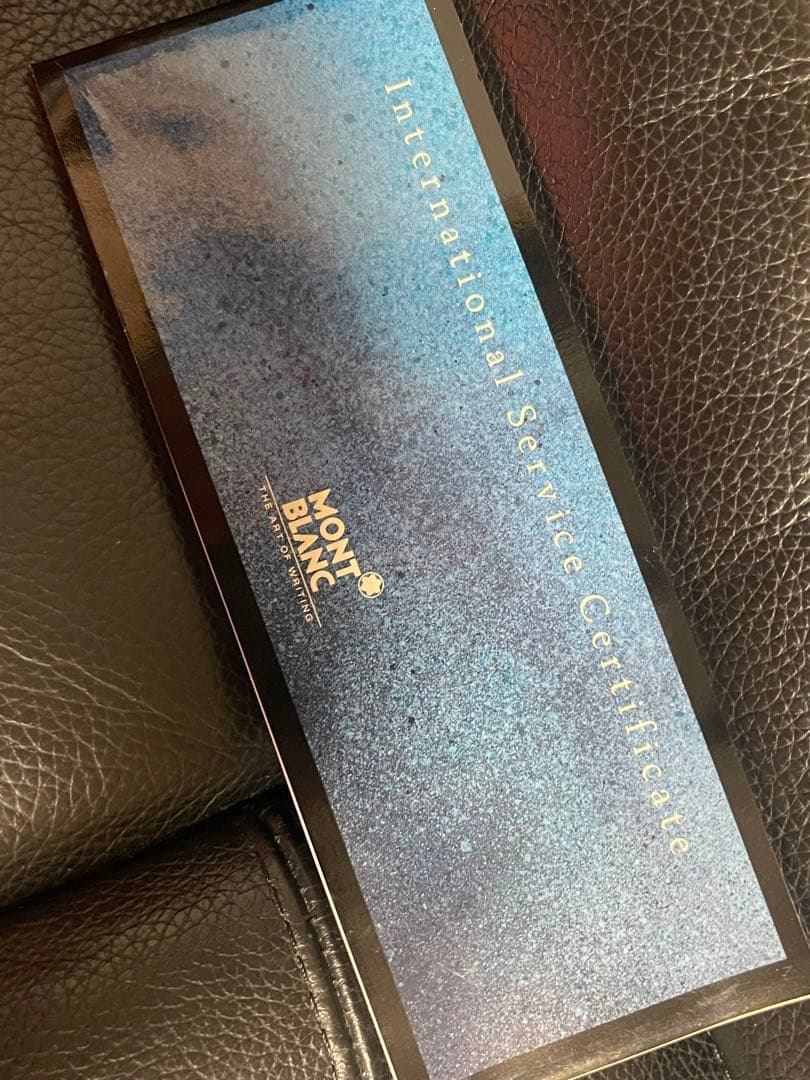 International Service Certificate
MONT
BLANC
THE ART OF WRITING